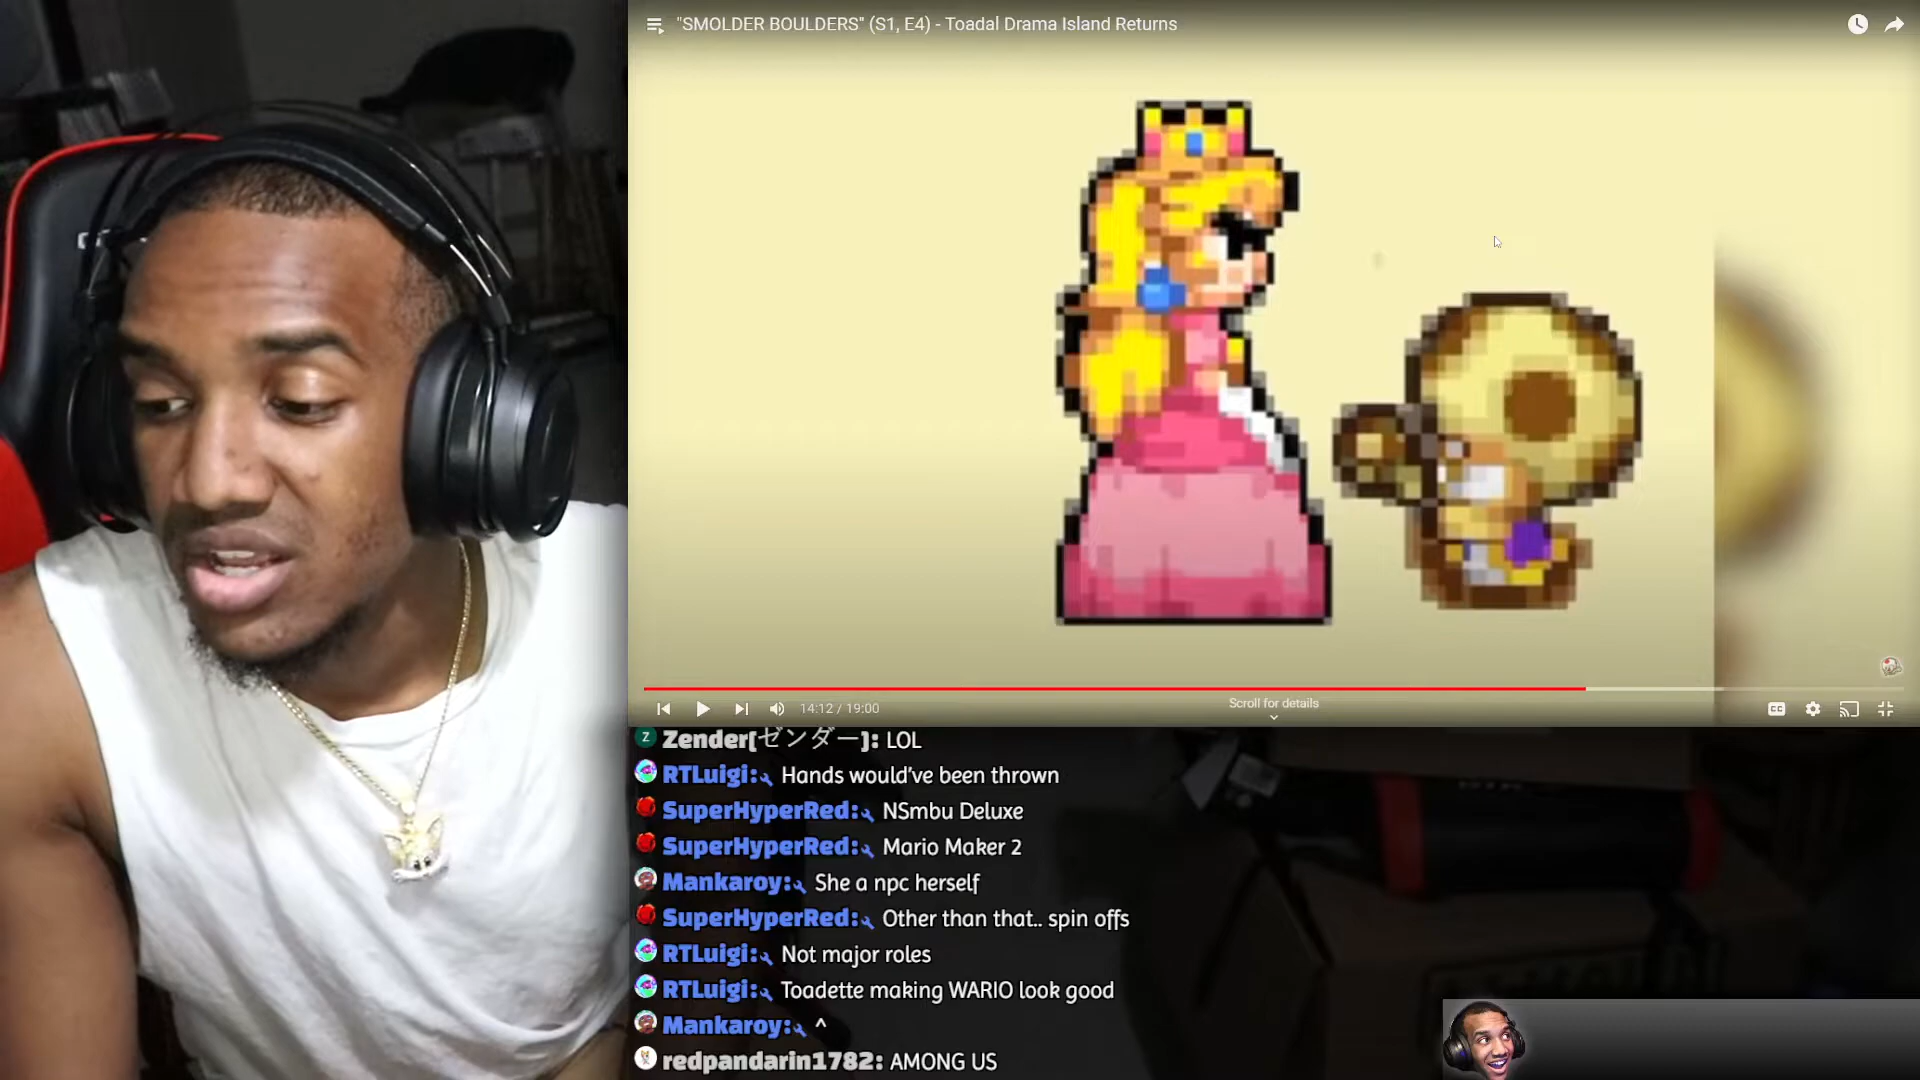 "SMOLDER BOULDERS" (S1, E4) - Toadal Drama Island Returns
14:12 / 19:00
Scroll for details
CC
Z Zender[ゼンダー]: LOL
RTLuigi: Hands would've been thrown
SuperHyperRed: NSmbu Deluxe
SuperHyperRed: Mario Maker 2
Mankaroy: She a npc herself
SuperHyperRed: Other than that.. spin offs
RTLuigi: Not major roles
RTLuigi: Toadette making WARIO look good
Mankaroy: ^
redpandarin1782: AMONG US